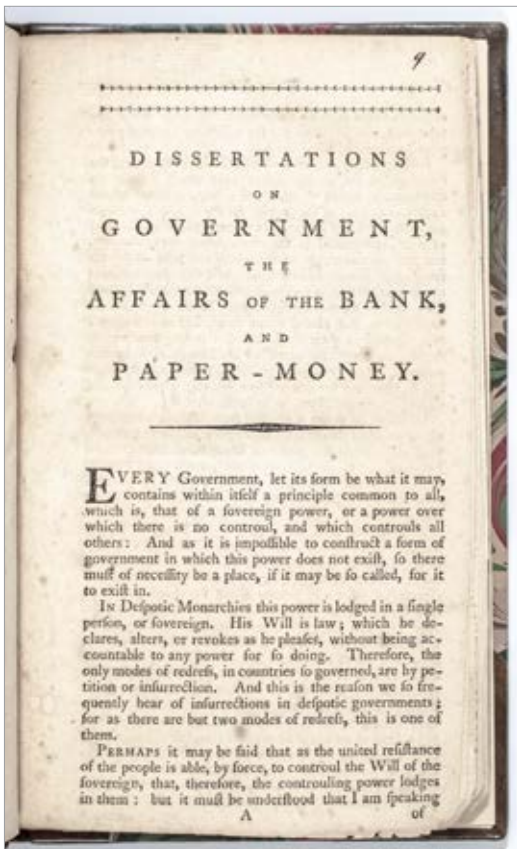 9
DISSERTATIONS
ON
GOVERNMENT,
THE
AFFAIRS OF THE BANK,
AND
PAPER-MONEY.
EVERY Government, let its form be what it may,
contains within itſelf a principle common to all,
which is, that of a ſovereign power, or a power over
which there is no controul, and which controuls all
others: And as it is impoſſible to conſtruct a form of
government in which this power does not exiſt, ſo there
muſt of neceſſity be a place, if it may be ſo called, for it
to exiſt in.
IN Deſpotic Monarchies this power is lodged in a ſingle
perſon, or ſovereign. His Will is law; which he de-
clares, alters, or revokes as he pleaſes, without being ac-
countable to any power for ſo doing. Therefore, the
only modes of redreſs, in countries ſo governed, are by pe-
tition or inſurrection. And this is the reaſon we ſo fre-
quently hear of inſurrections in deſpotic governments;
for as there are but two modes of redreſs, this is one of
them.
PERHAPS it may be ſaid that as the united reſiſtance
of the people is able, by force, to controul the Will of the
ſovereign, that, therefore, the controuling power lodges
in them: but it muſt be underſtood that I am ſpeaking
A of